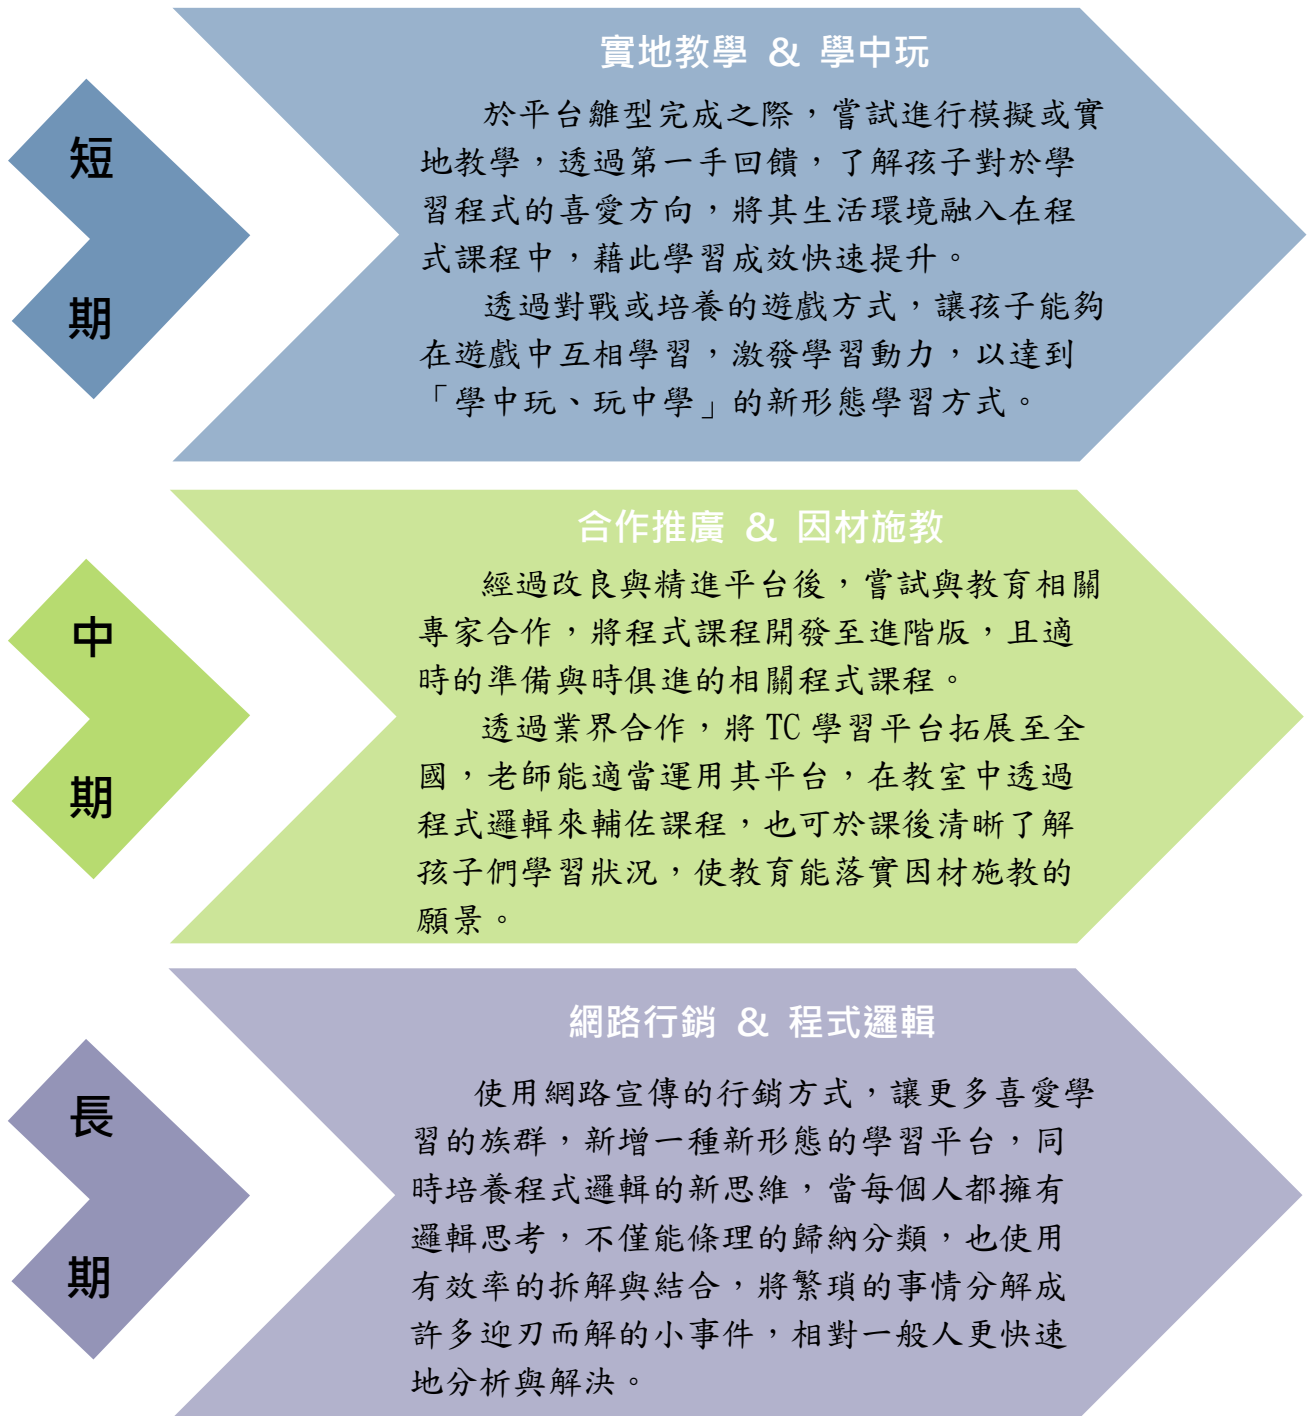 短
期
實地教學 & 學中玩
於平台雛型完成之際，嘗試進行模擬或實
地教學，透過第一手回饋，了解孩子對於學
習程式的喜愛方向，將其生活環境融入在程
式課程中，藉此學習成效快速提升。
透過對戰或培養的遊戲方式，讓孩子能夠
在遊戲中互相學習，激發學習動力，以達到
「學中玩、玩中學」的新形態學習方式。
中
期
合作推廣 & 因材施教
經過改良與精進平台後，嘗試與教育相關
專家合作，將程式課程開發至進階版，且適
時的準備與時俱進的相關程式課程。
透過業界合作，將 TC 學習平台拓展至全
國，老師能適當運用其平台，在教室中透過
程式邏輯來輔佐課程，也可於課後清晰了解
孩子們學習狀況，使教育能落實因材施教的
願景。
長
期
網路行銷 & 程式邏輯
使用網路宣傳的行銷方式，讓更多喜愛學
習的族群，新增一種新形態的學習平台，同
時培養程式邏輯的新思維，當每個人都擁有
邏輯思考，不僅能條理的歸納分類，也使用
有效率的拆解與結合，將繁瑣的事情分解成
許多迎刃而解的小事件，相對一般人更快速
地分析與解決。